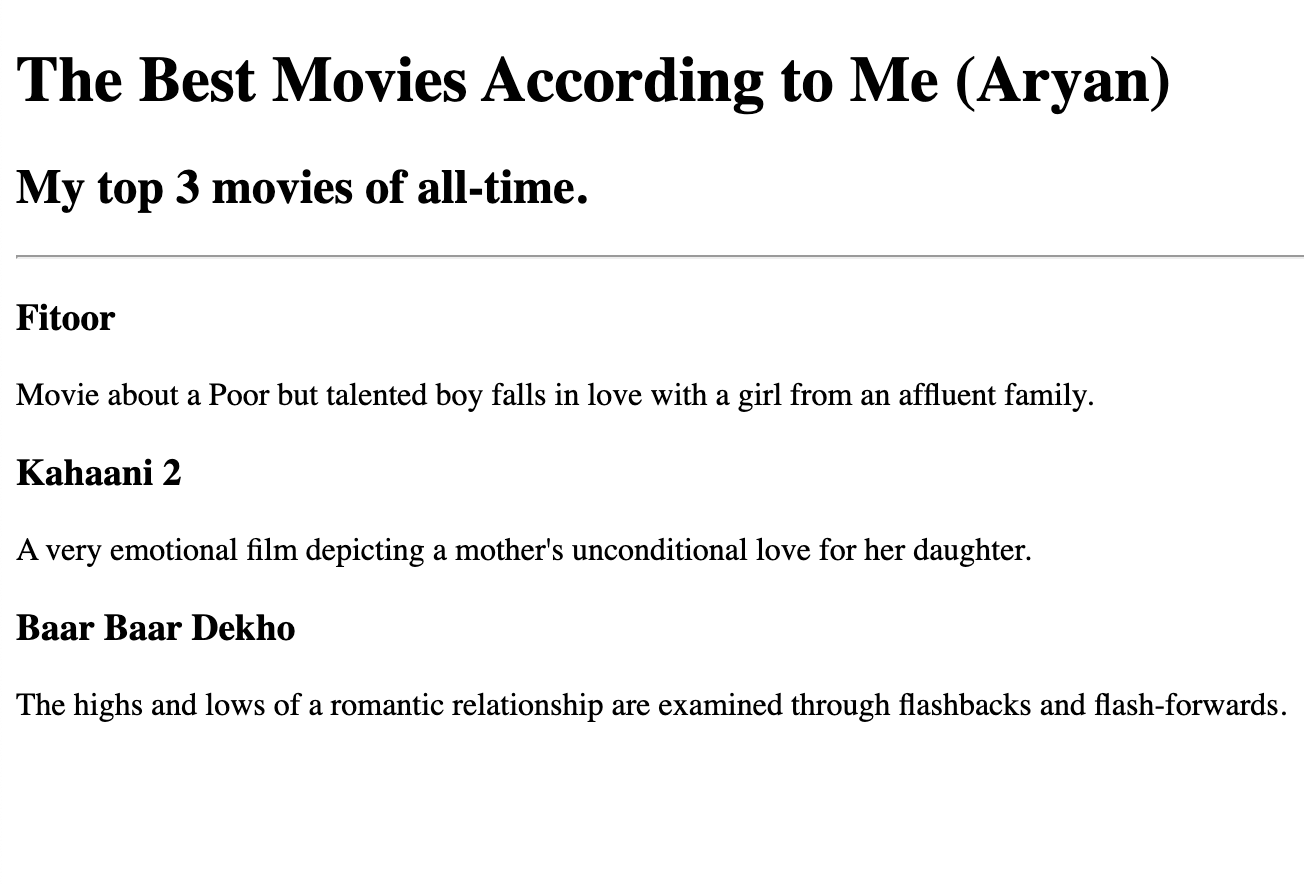 The Best Movies According to Me (Aryan)
My top 3 movies of all-time.
Fitoor
Movie about a Poor but talented boy falls in love with a girl from an affluent family.
Kahaani 2
A very emotional film depicting a mother's unconditional love for her daughter.
Baar Baar Dekho
The highs and lows of a romantic relationship are examined through flashbacks and flash-forwards.